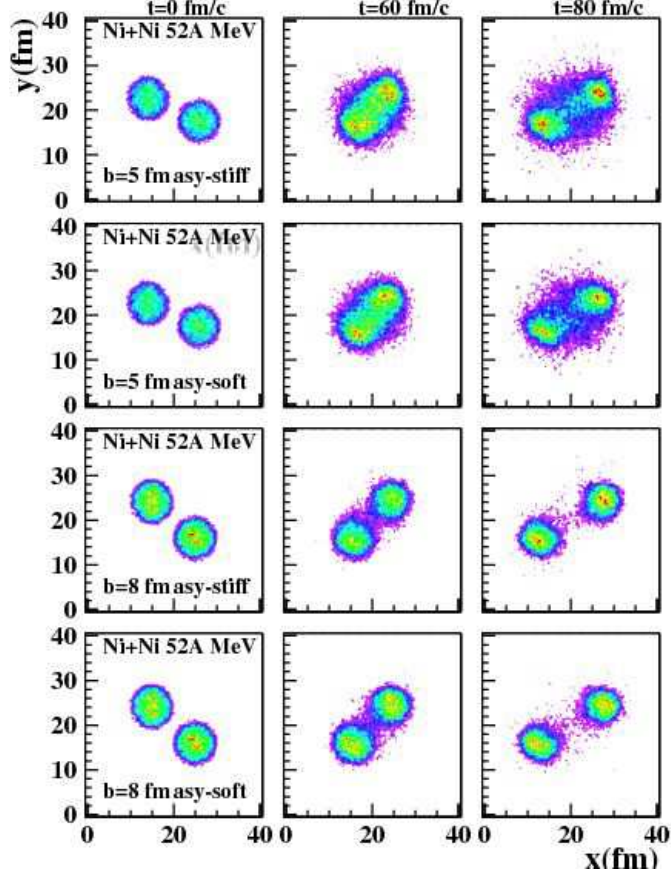 t=0 fm/c t=60 fm/c t=80 fm/c
y(fm)
40
30
20
10
0
Ni+Ni 52A MeV
b=5 fm asy-stiff
40
30
20
10
0
Ni+Ni 52A MeV
b=5 fm asy-soft
40
30
20
10
0
Ni+Ni 52A MeV
b=8 fm asy-stiff
40
30
20
10
0
Ni+Ni 52A MeV
b=8 fm asy-soft
0 20 40 0 20 40 0 20 40
x(fm)